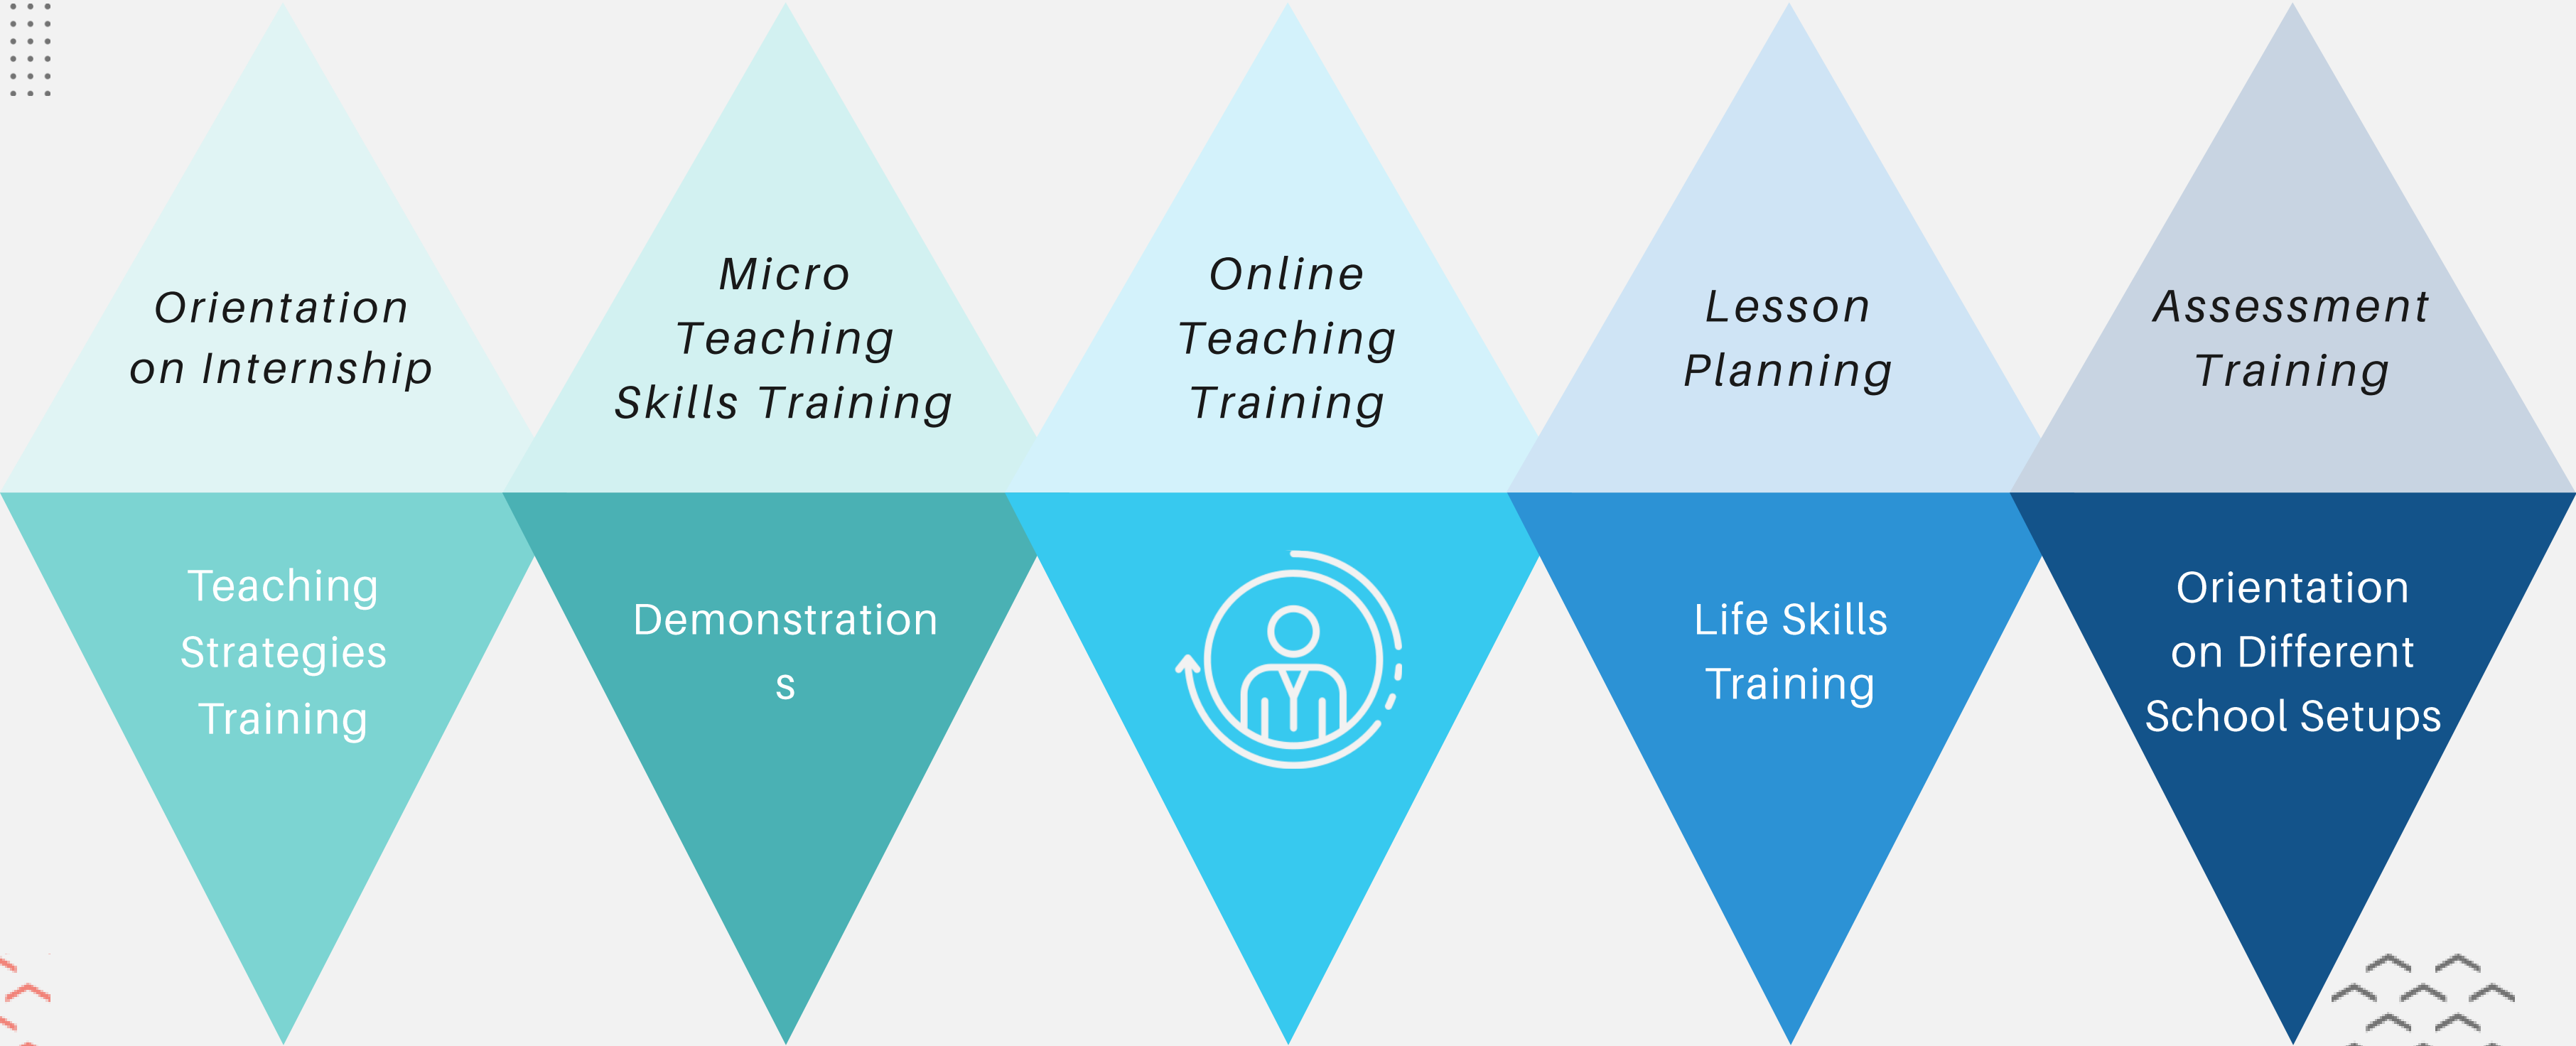 Orientation
on Internship
Micro
Teaching
Skills Training
Online
Teaching
Training
Lesson
Planning
Assessment
Training
Teaching
Strategies
Training
Demonstration
s
Life Skills
Training
Orientation
on Different
School Setups